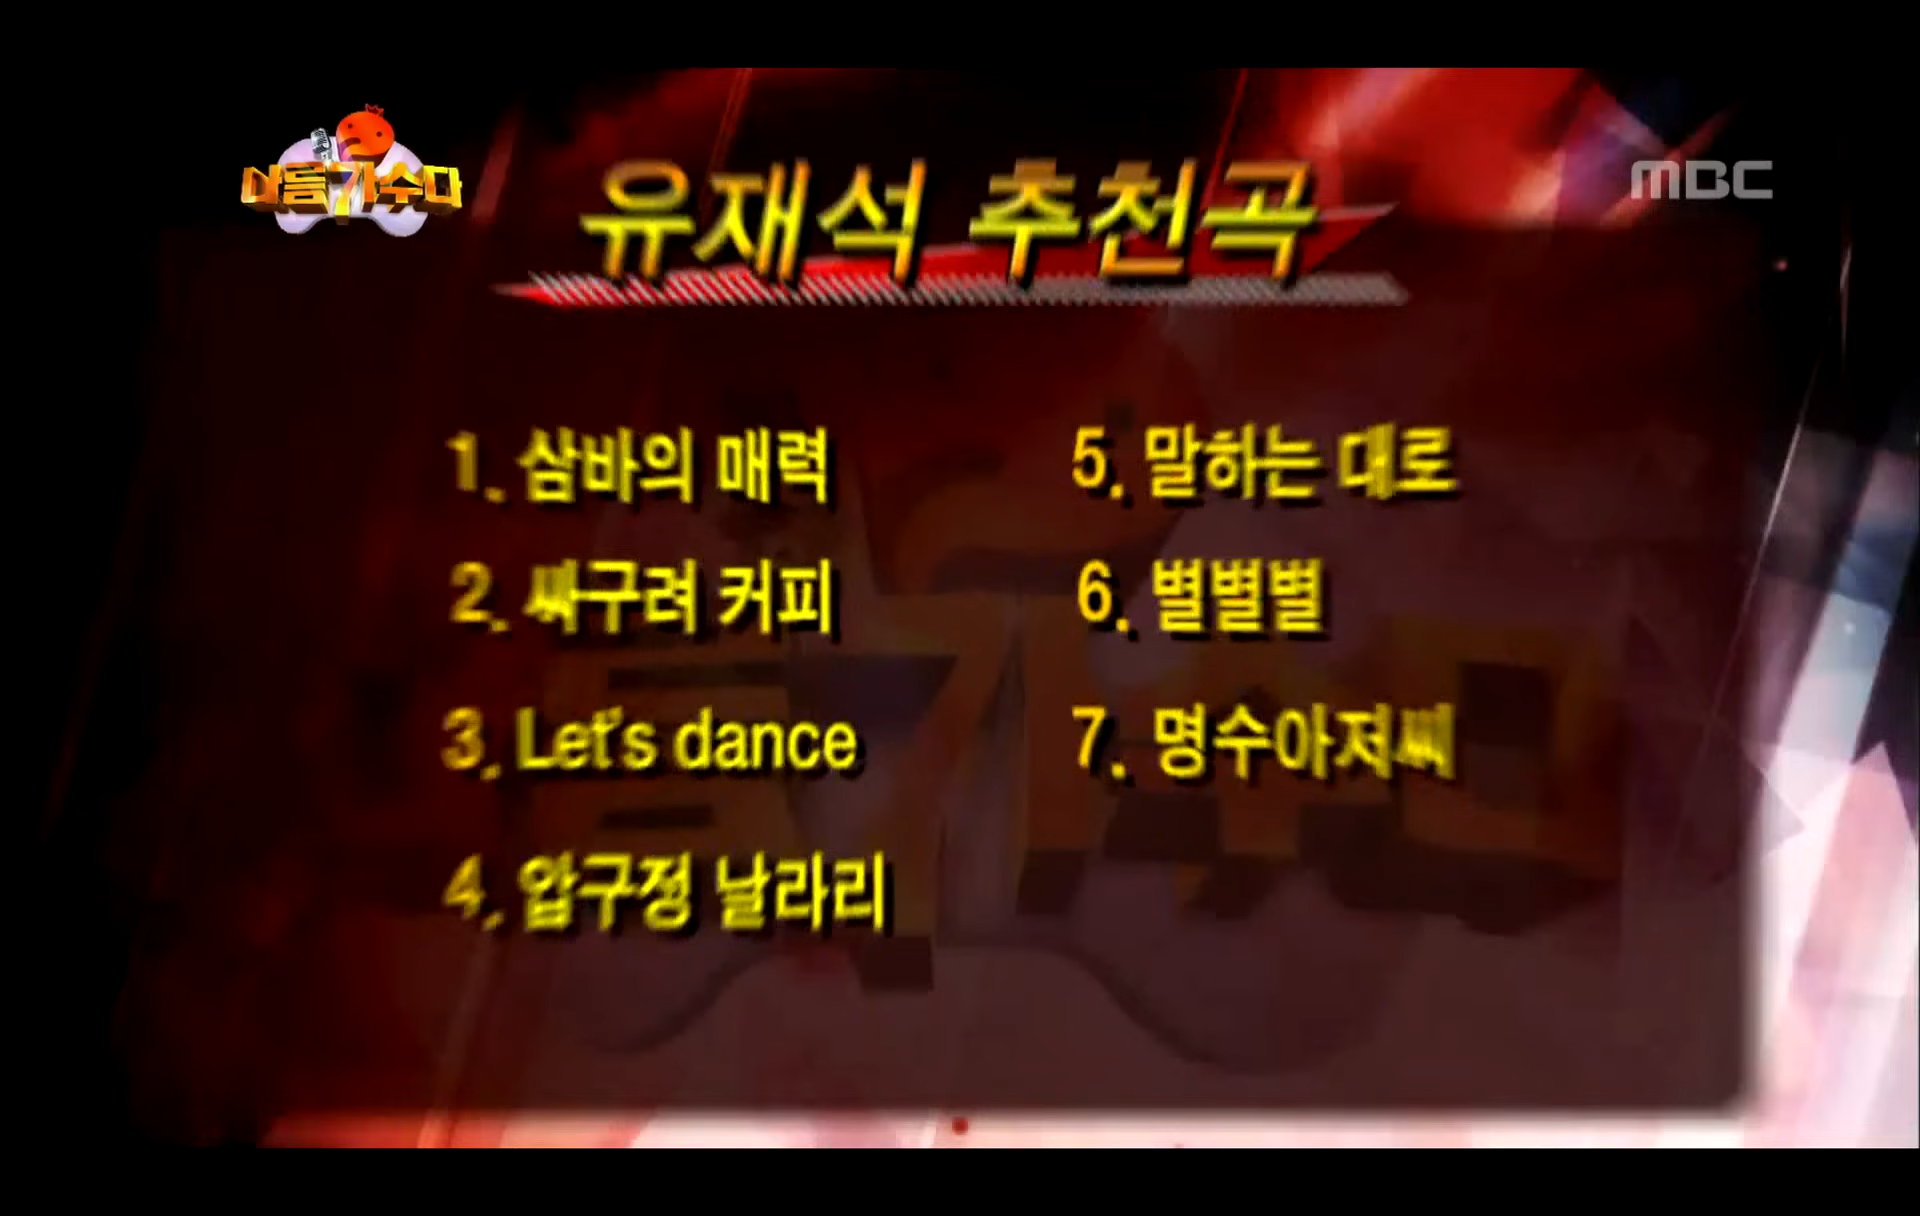 나름가수다
MBC
유재석 추천곡
1. 삼바의 매력
2. 싸구려 커피
3. Let's dance
4. 압구정 날라리
5. 말하는 대로
6. 별별별
7. 명수아저씨